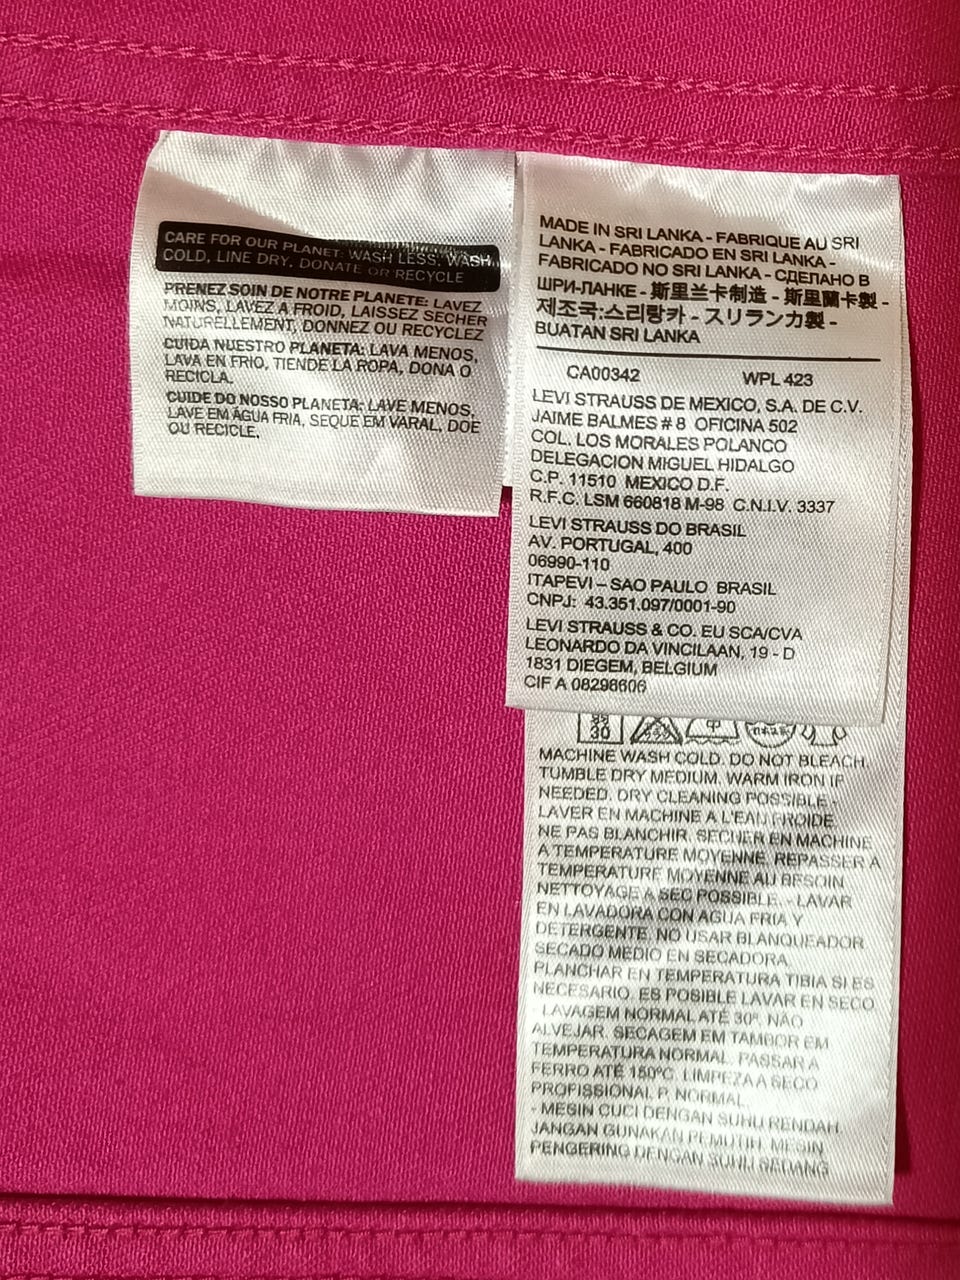 CARE FOR OUR PLANET: WASH LESS, WASH
COLD, LINE DRY, DONATE OR RECYCLE
PRENEZ SOIN DE NOTRE PLANETE: LAVEZ
MOINS, LAVEZ A FROID, LAISSEZ SECHER
NATURELLEMENT, DONNEZ OU RECYCLEZ
CUIDA NUESTRO PLANETA: LAVA MENOS,
LAVA EN FRIO, TIENDE LA ROPA, DONA O
RECICLA.
CUIDE DO NOSSO PLANETA: LAVE MENOS,
LAVE EM ÁGUA FRIA, SEQUE EM VARAL, DOE
OU RECICLE.
MADE IN SRI LANKA - FABRIQUE AU SRI
LANKA - FABRICADO EN SRI LANKA -
FABRICADO NO SRI LANKA - СДЕЛАНО В
ШРИ-ЛАНКЕ - 斯里兰卡制造 - 斯里蘭卡製 -
제조국:스리랑카 - スリランカ製 -
BUATAN SRI LANKA
CA00342 WPL 423
LEVI STRAUSS DE MEXICO, S.A. DE C.V.
JAIME BALMES # 8 OFICINA 502
COL. LOS MORALES POLANCO
DELEGACION MIGUEL HIDALGO
C.P. 11510 MEXICO D.F.
R.F.C. LSM 660818 M-98 C.N.I.V. 3337
LEVI STRAUSS DO BRASIL
AV. PORTUGAL, 400
06990-110
ITAPEVI – SAO PAULO BRASIL
CNPJ: 43.351.097/0001-90
LEVI STRAUSS & CO. EU SCA/CVA
LEONARDO DA VINCILAAN, 19 - D
1831 DIEGEM, BELGIUM
CIF A 08298606
30
MACHINE WASH COLD. DO NOT BLEACH.
TUMBLE DRY MEDIUM. WARM IRON IF
NEEDED. DRY CLEANING POSSIBLE -
LAVER EN MACHINE A L'EAU FROIDE.
NE PAS BLANCHIR. SECHER EN MACHINE
A TEMPERATURE MOYENNE. REPASSER A
TEMPERATURE MOYENNE AU BESOIN.
NETTOYAGE A SEC POSSIBLE. - LAVAR
EN LAVADORA CON AGUA FRIA Y
DETERGENTE. NO USAR BLANQUEADOR.
SECADO MEDIO EN SECADORA.
PLANCHAR EN TEMPERATURA TIBIA SI ES
NECESARIO. ES POSIBLE LAVAR EN SECO
- LAVAGEM NORMAL ATÉ 30º. NÃO
ALVEJAR. SECAGEM EM TAMBOR EM
TEMPERATURA NORMAL. PASSAR A
FERRO ATÉ 150ºC. LIMPEZA A SECO
PROFISSIONAL P, NORMAL.
- MESIN CUCI DENGAN SUHU RENDAH.
JANGAN GUNAKAN PEMUTIH. MESIN
PENGERING DENGAN SUHU SEDANG